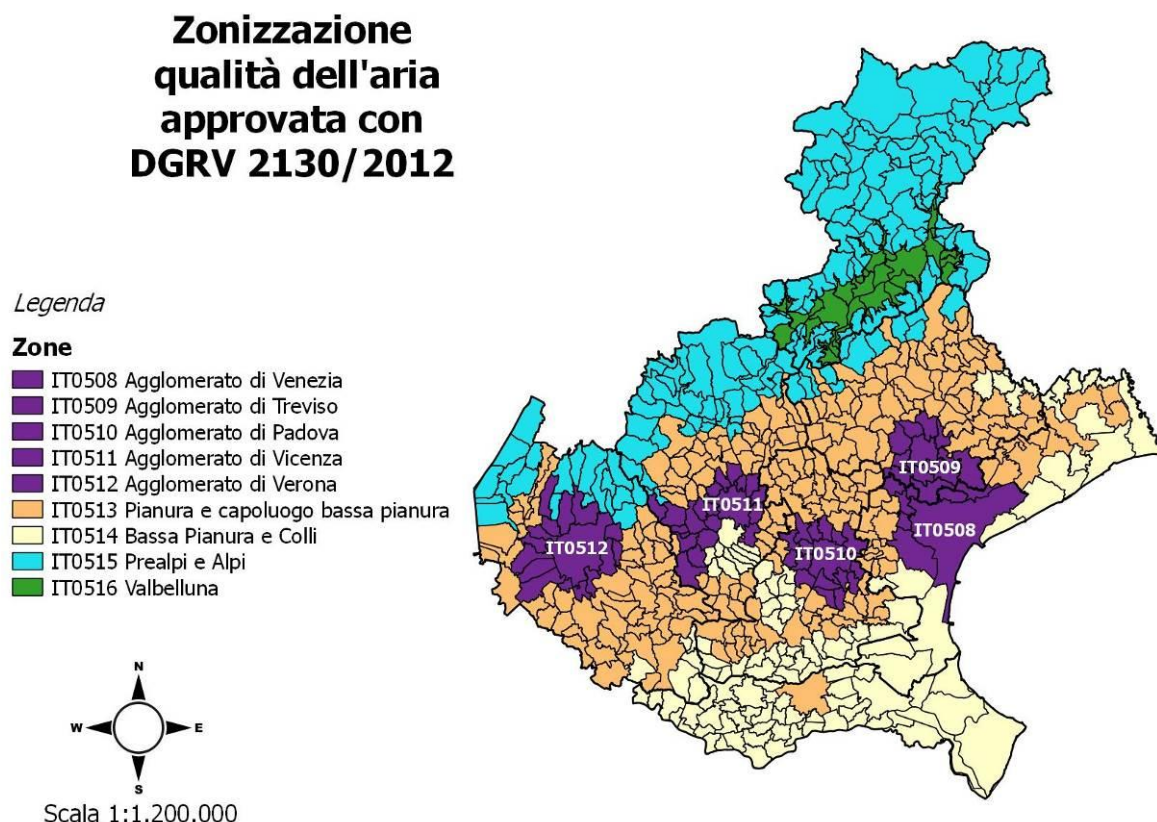 Zonizzazione
qualità dell'aria
approvata con
DGRV 2130/2012
Legenda
Zone
IT0508 Agglomerato di Venezia
IT0509 Agglomerato di Treviso
IT0510 Agglomerato di Padova
IT0511 Agglomerato di Vicenza
IT0512 Agglomerato di Verona
IT0513 Pianura e capoluogo bassa pianura
IT0514 Bassa Pianura e Colli
IT0515 Prealpi e Alpi
IT0516 Valbelluna
IT0509
IT0511
IT0508
IT0512
IT0510
N
W
E
S
Scala 1:1.200.000